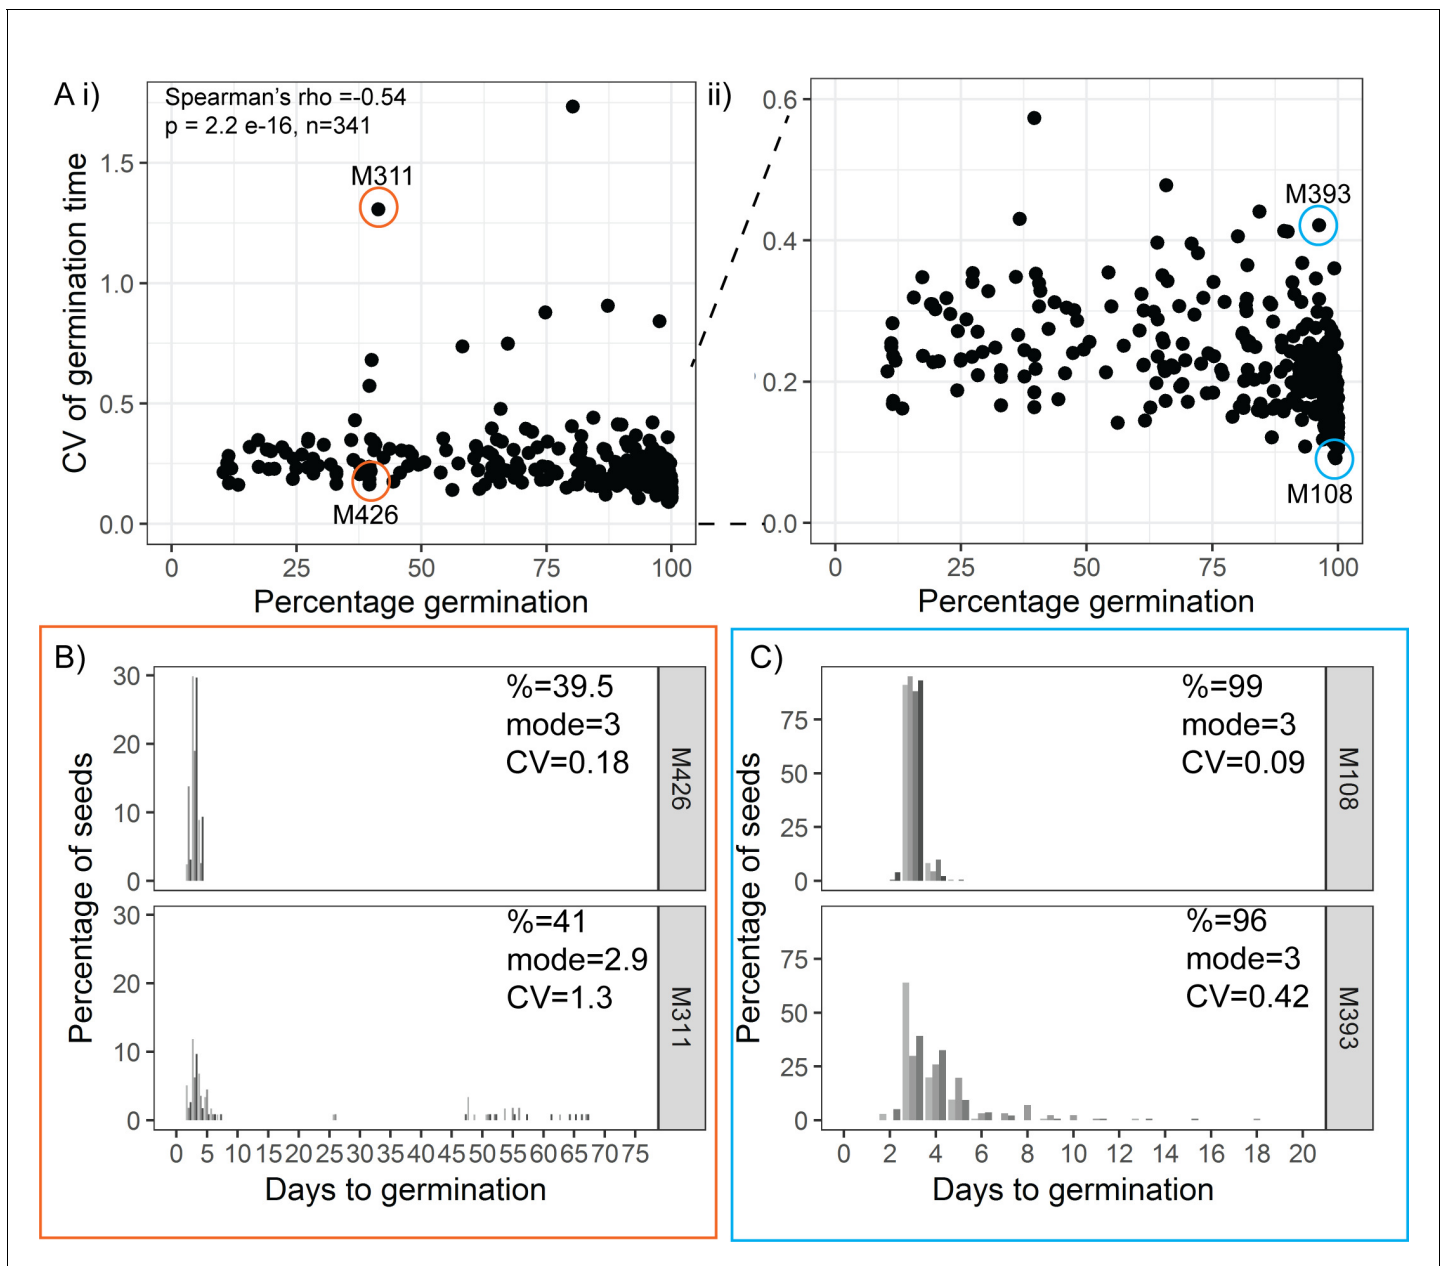 A i)
Spearman's rho =-0.54
p = 2.2 e-16, n=341
M311
M426
CV of germination time
1.5
1.0
0.5
0.0
0
25
50
75
100
Percentage germination
ii)
0.6
0.4
0.2
0.0
M393
M108
0
25
50
75
100
Percentage germination
B)
Percentage of seeds
30
20
10
0
%=39.5
mode=3
CV=0.18
M426
30
20
10
0
%=41
mode=2.9
CV=1.3
M311
0 5 10 15 20 25 30 35 40 45 50 55 60 65 70 75
Days to germination
C)
Percentage of seeds
75
50
25
0
%=99
mode=3
CV=0.09
M108
75
50
25
0
%=96
mode=3
CV=0.42
M393
0 2 4 6 8 10 12 14 16 18 20
Days to germination